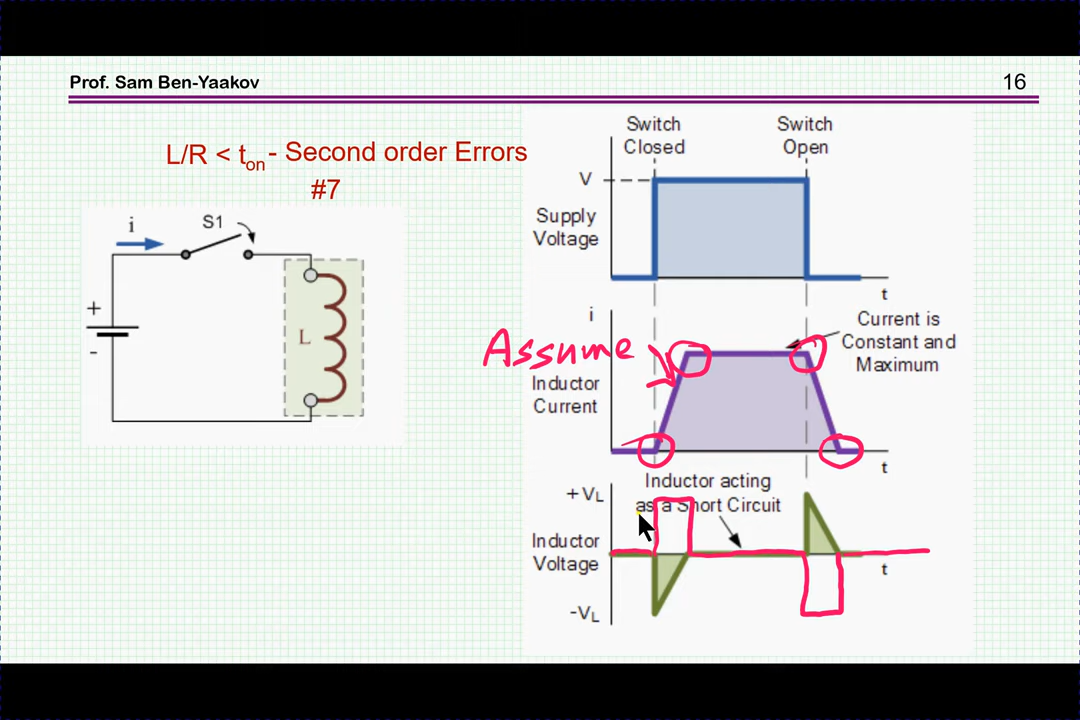 Prof. Sam Ben-Yaakov
16
L/R < ton - Second order Errors
#7
i
S1
+
-
L
Switch Closed
Switch Open
V
Supply
Voltage
t
i
Current is
Constant and
Maximum
Assume
Inductor
Current
t
+VL
Inductor acting
as a Short Circuit
Inductor
Voltage
t
-VL